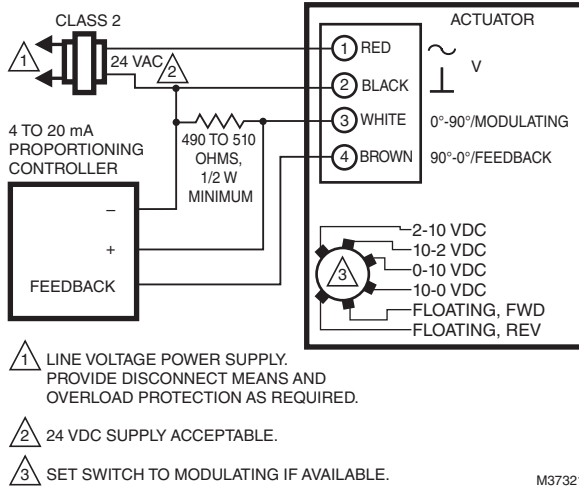 CLASS 2
1
24 VAC
2
4 TO 20 mA
PROPORTIONING
CONTROLLER
490 TO 510
OHMS,
1/2 W
MINIMUM
–
+
FEEDBACK
ACTUATOR
1 RED
V
2 BLACK
3 WHITE 0°-90°/MODULATING
4 BROWN 90°-0°/FEEDBACK
3
2-10 VDC
10-2 VDC
0-10 VDC
10-0 VDC
FLOATING, FWD
FLOATING, REV
1 LINE VOLTAGE POWER SUPPLY.
PROVIDE DISCONNECT MEANS AND
OVERLOAD PROTECTION AS REQUIRED.
2 24 VDC SUPPLY ACCEPTABLE.
3 SET SWITCH TO MODULATING IF AVAILABLE.